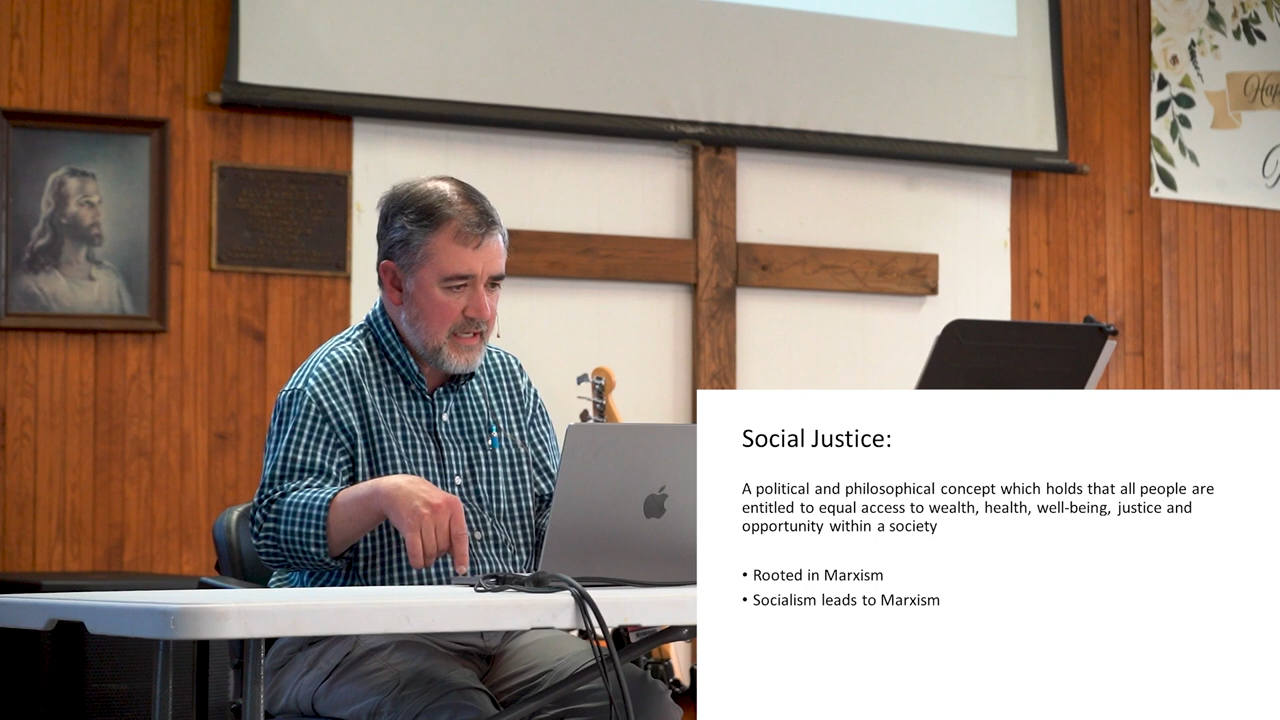 Hap
Social Justice:
A political and philosophical concept which holds that all people are
entitled to equal access to wealth, health, well-being, justice and
opportunity within a society
• Rooted in Marxism
• Socialism leads to Marxism